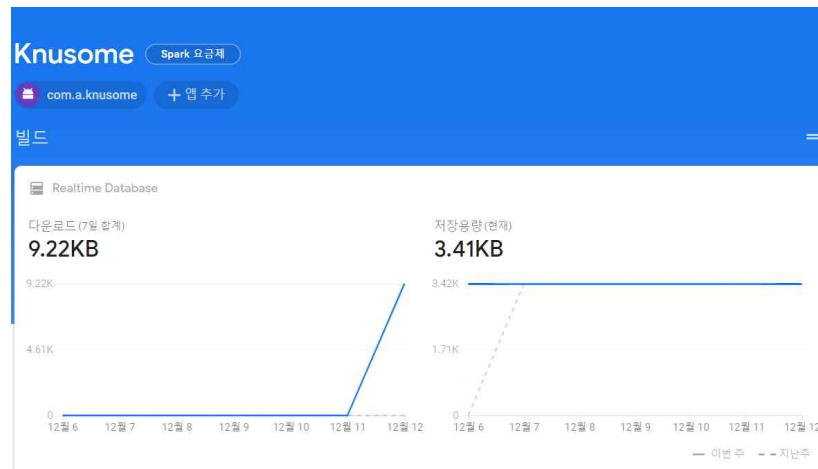 Knusome Spark 요금제
com.a.knusome + 앱 추가
빌드
Realtime Database
다운로드 (7일 합계) 저장용량 (현재)
9.22KB 3.41KB
9.22K 3.42K
4.61K 1.71K
0 0
12월 6 12월 7 12월 8 12월 9 12월 10 12월 11 12월 12 12월 6 12월 7 12월 8 12월 9 12월 10 12월 11 12월 12
이번 주 지난주